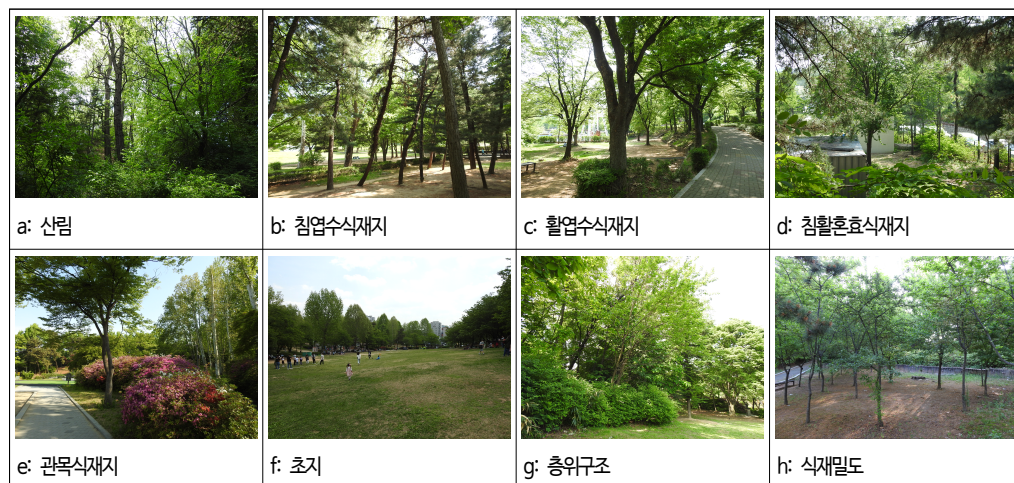 a: 산림
b: 침엽수식재지
c: 활엽수식재지
d: 침활혼효식재지
e: 관목식재지
f: 초지
g: 층위구조
h: 식재밀도